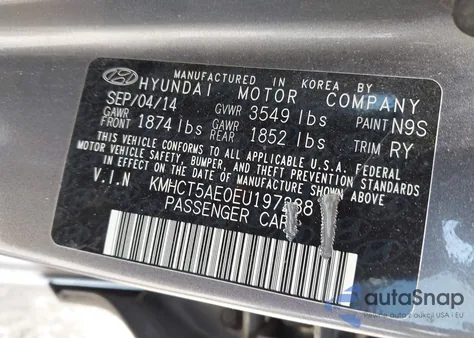 MANUFACTURED IN KOREA BY
HYUNDAI MOTOR COMPANY
SEP/04/14 GVWR 3549 lbs PAINT N9S
GAWR FRONT 1874 lbs GAWR REAR 1852 lbs TRIM RY
THIS VEHICLE CONFORMS TO ALL APPLICABLE U.S.A. FEDERAL
MOTOR VEHICLE SAFETY, BUMPER, AND THEFT PREVENTION STANDARDS
IN EFFECT ON THE DATE OF MANUFACTURE SHOWN ABOVE.
V.I.N
PASSENGER CAR
autaSnap